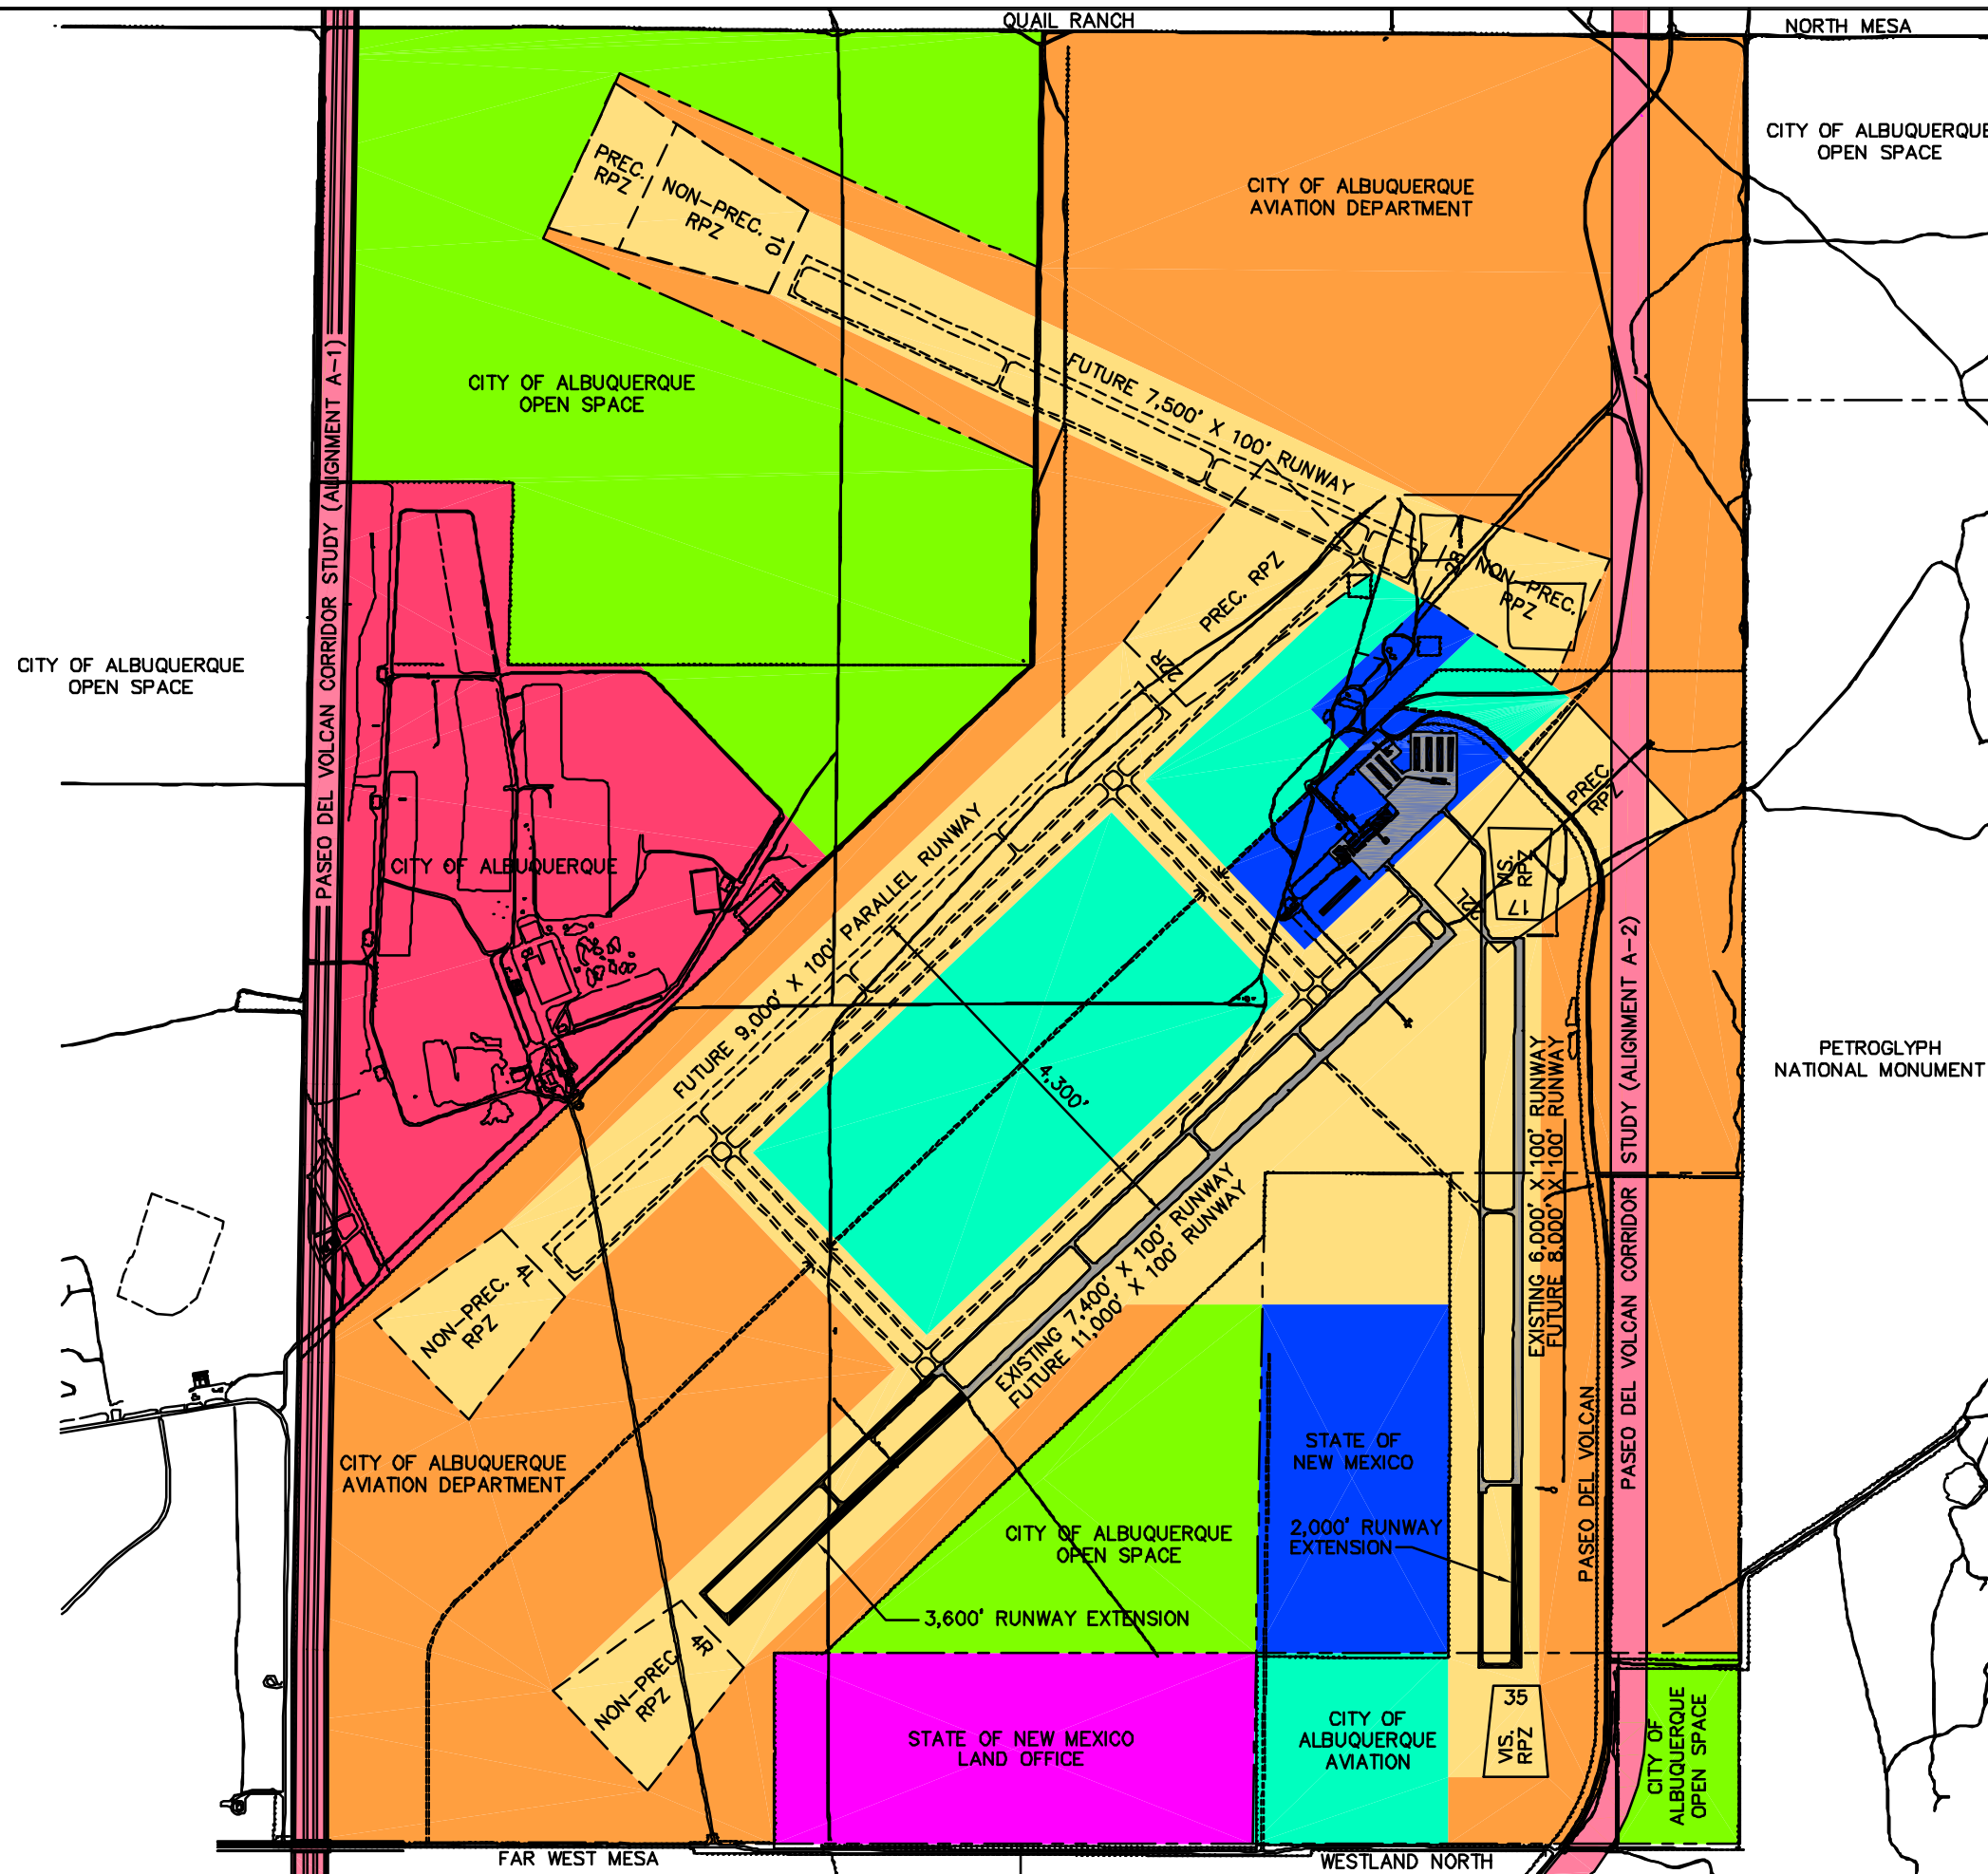 QUAIL RANCH
NORTH MESA
CITY OF ALBUQUERQUE
OPEN SPACE
CITY OF ALBUQUERQUE
AVIATION DEPARTMENT
PREC.
RPZ
NON-PREC.
RPZ
10
CITY OF ALBUQUERQUE
OPEN SPACE
FUTURE 7,500' X 100' RUNWAY
PASEO DEL VOLCAN CORRIDOR STUDY (ALIGNMENT A-1)
28
NON-PREC.
RPZ
PREC. RPZ
22R
CITY OF ALBUQUERQUE
OPEN SPACE
PREC.
RPZ
CITY OF ALBUQUERQUE
VIS.
RPZ
17
22L
FUTURE 9,000' X 100' PARALLEL RUNWAY
4,300'
PETROGLYPH
NATIONAL MONUMENT
EXISTING 6,000' X 100' RUNWAY
FUTURE 8,000' X 100' RUNWAY
PASEO DEL VOLCAN CORRIDOR STUDY (ALIGNMENT A-2)
NON-PREC.
RPZ
4L
EXISTING 7,400' X 100' RUNWAY
FUTURE 11,000' X 100' RUNWAY
PASEO DEL VOLCAN
CITY OF ALBUQUERQUE
AVIATION DEPARTMENT
STATE OF
NEW MEXICO
CITY OF ALBUQUERQUE
OPEN SPACE
2,000' RUNWAY
EXTENSION
3,600' RUNWAY EXTENSION
NON-PREC.
RPZ
4R
STATE OF NEW MEXICO
LAND OFFICE
CITY OF
ALBUQUERQUE
AVIATION
35
VIS.
RPZ
CITY OF
ALBUQUERQUE
OPEN SPACE
FAR WEST MESA
WESTLAND NORTH